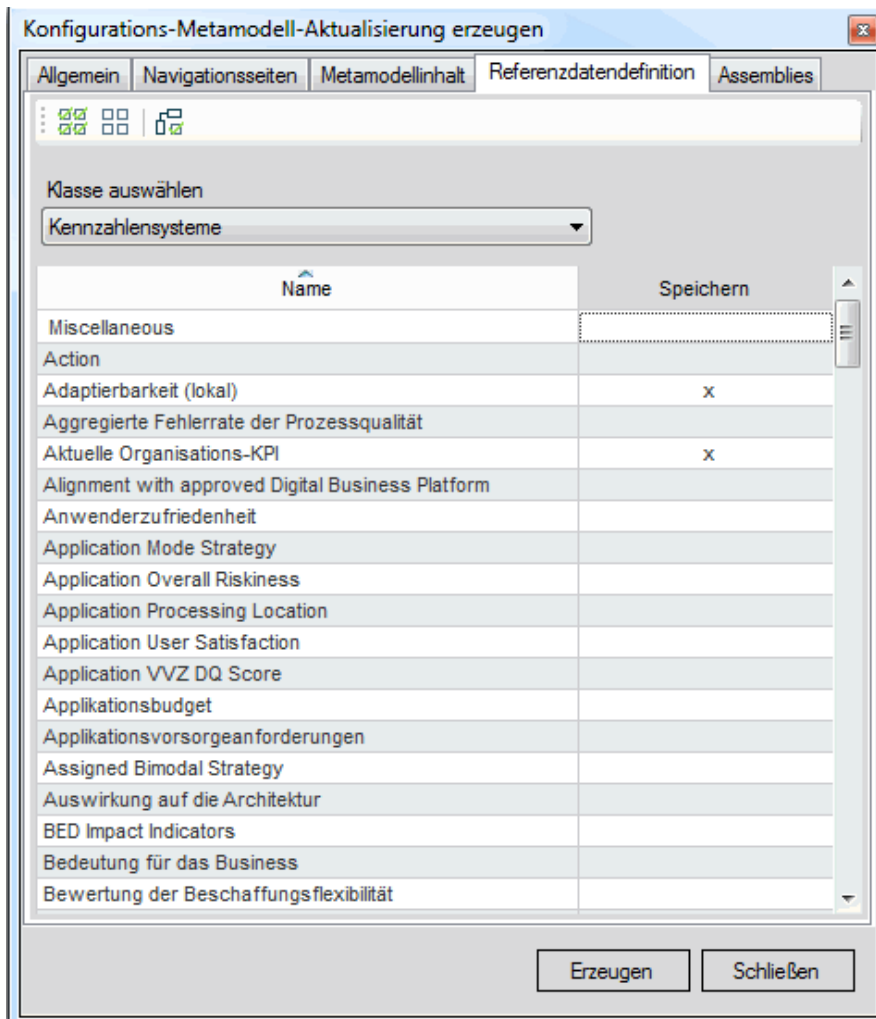 Konfigurations-Metamodell-Aktualisierung erzeugen
Allgemein Navigationsseiten Metamodellinhalt Referenzdatendefinition Assemblies
Klasse auswählen
Kennzahlensysteme
Name Speichern
Miscellaneous
Action
Adaptierbarkeit (lokal) x
Aggregierte Fehlerrate der Prozessqualität
Aktuelle Organisations-KPI x
Alignment with approved Digital Business Platform
Anwenderzufriedenheit
Application Mode Strategy
Application Overall Riskiness
Application Processing Location
Application User Satisfaction
Application VVZ DQ Score
Applikationsbudget
Applikationsvorsorgeanforderungen
Assigned Bimodal Strategy
Auswirkung auf die Architektur
BED Impact Indicators
Bedeutung für das Business
Bewertung der Beschaffungsflexibilität
Erzeugen Schließen